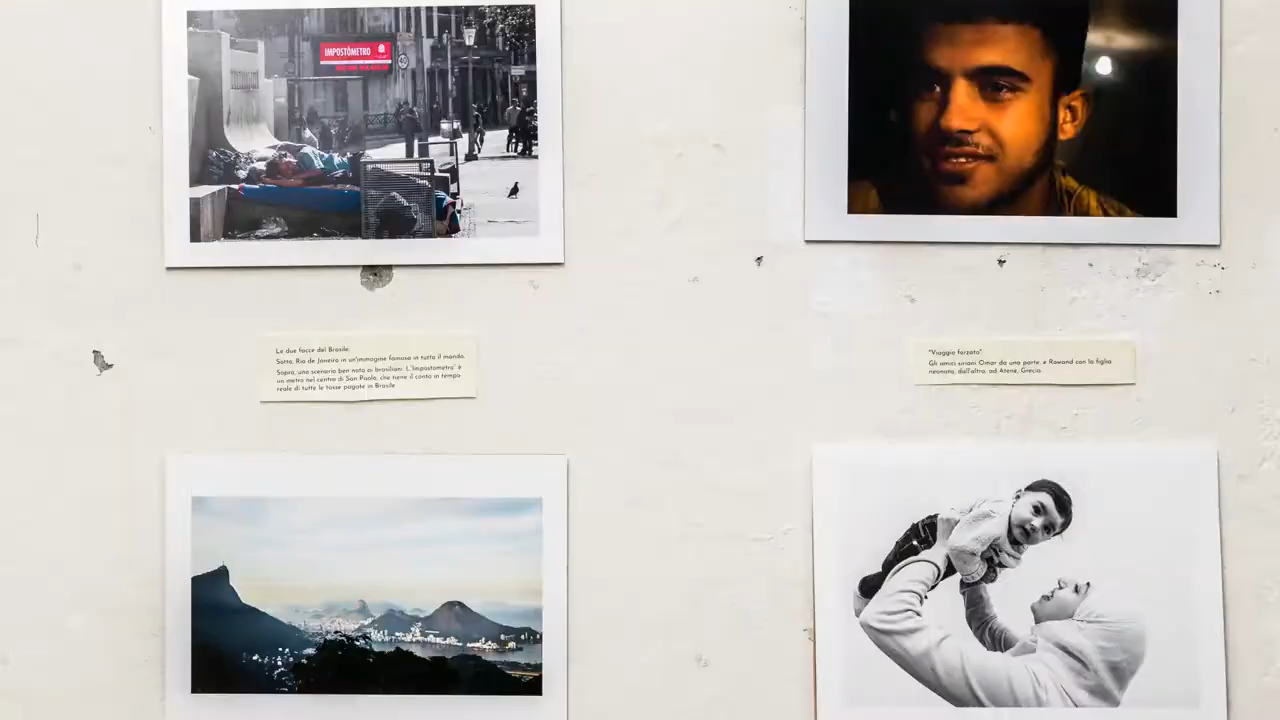 IMPOSTÔMETRO
Le due facce del Brasile:
Sotto, Rio de Janeiro in un'immagine famosa in tutto il mondo.
Sopra, uno scenario ben noto ai brasiliani. L'"Impostometro" è
un metro nel centro di San Paolo, che tiene il conto in tempo
reale di tutte le tasse pagate in Brasile
"Viaggio forzato"
Gli amici siriani Omar da una parte, e Rawand con la figlia
neonata, dall'altra, ad Atene, Grecia.